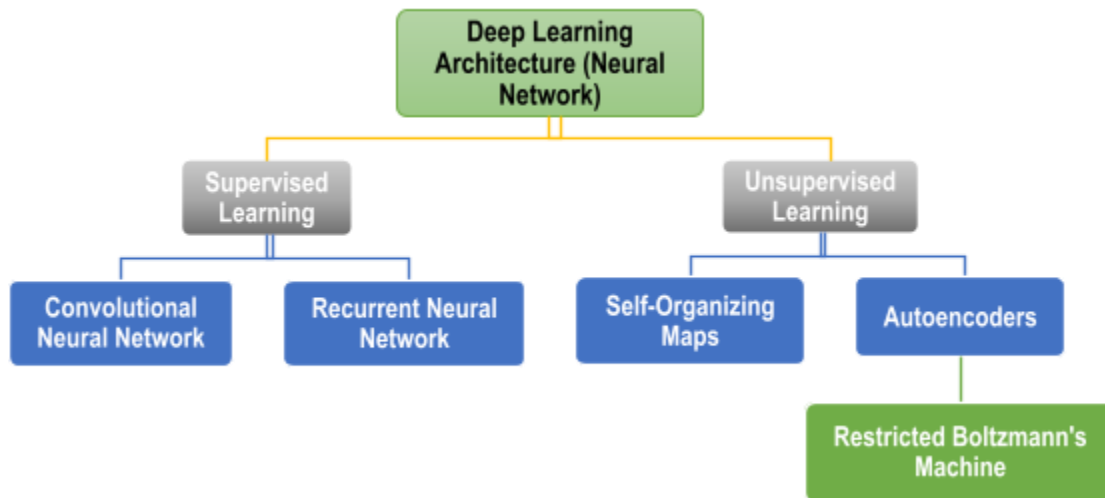 Deep Learning
Architecture (Neural
Network)
Supervised
Learning
Unsupervised
Learning
Convolutional
Neural Network
Recurrent Neural
Network
Self-Organizing
Maps
Autoencoders
Restricted Boltzmann's
Machine